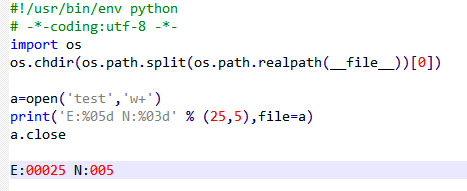 #!/usr/bin/env python
# -*-coding:utf-8 -*-
import os
os.chdir(os.path.split(os.path.realpath(__file__))[0])
a=open('test','w+')
print('E:%05d N:%03d' % (25,5),file=a)
a.close
E:00025 N:005